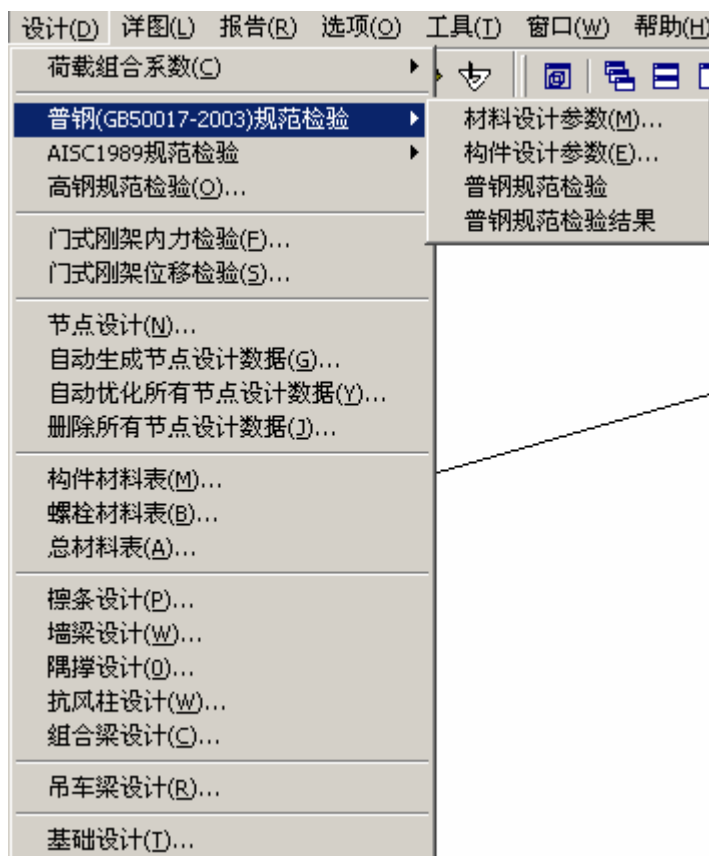 设计(D) 详图(L) 报告(R) 选项(O) 工具(T) 窗口(W) 帮助(H)
荷载组合系数(C)
普钢(GB50017-2003)规范检验
AISC1989规范检验
高钢规范检验(O)...
门式刚架内力检验(F)...
门式刚架位移检验(S)...
节点设计(N)...
自动生成节点设计数据(G)...
自动优化所有节点设计数据(Y)...
删除所有节点设计数据(J)...
构件材料表(M)...
螺栓材料表(B)...
总材料表(A)...
檩条设计(P)...
墙梁设计(W)...
隅撑设计(O)...
抗风柱设计(W)...
组合梁设计(C)...
吊车梁设计(R)...
基础设计(T)...
材料设计参数(M)...
构件设计参数(E)...
普钢规范检验
普钢规范检验结果